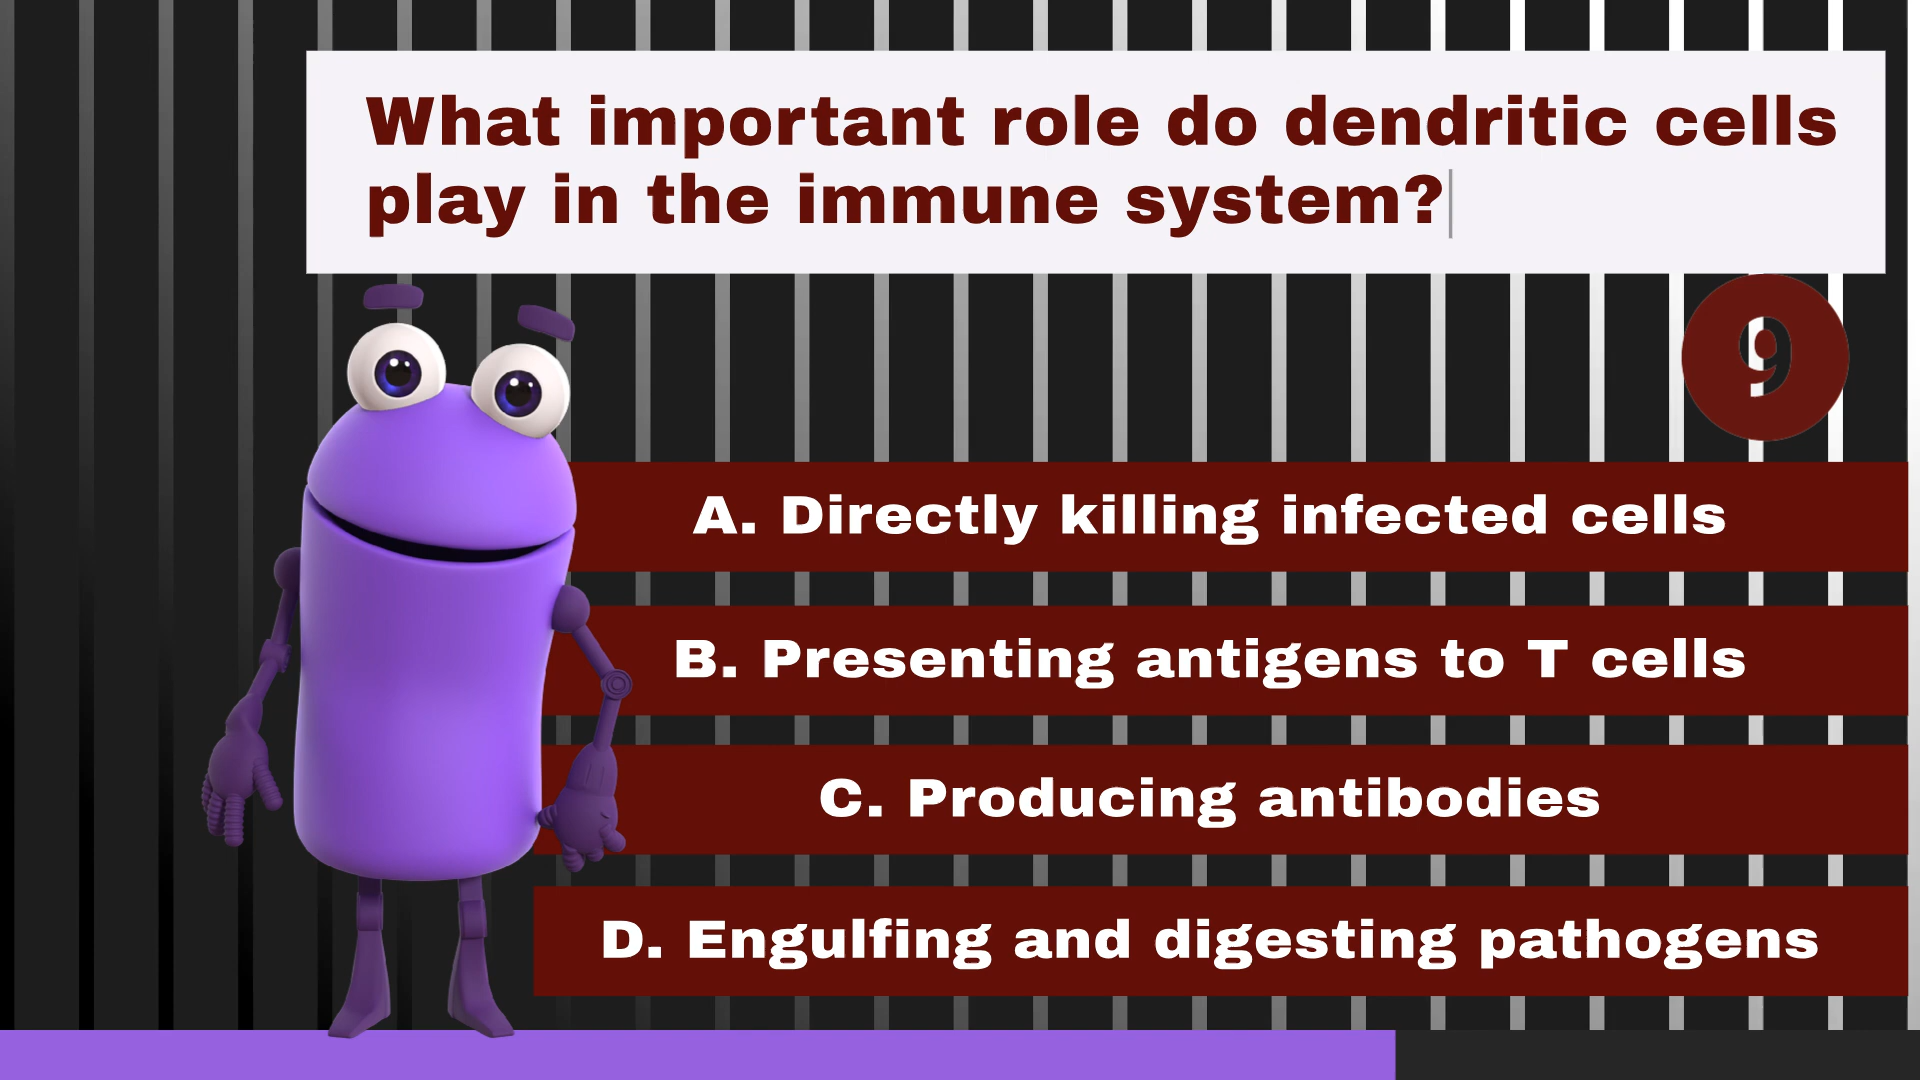 What important role do dendritic cells
play in the immune system?
9
A. Directly killing infected cells
B. Presenting antigens to T cells
C. Producing antibodies
D. Engulfing and digesting pathogens